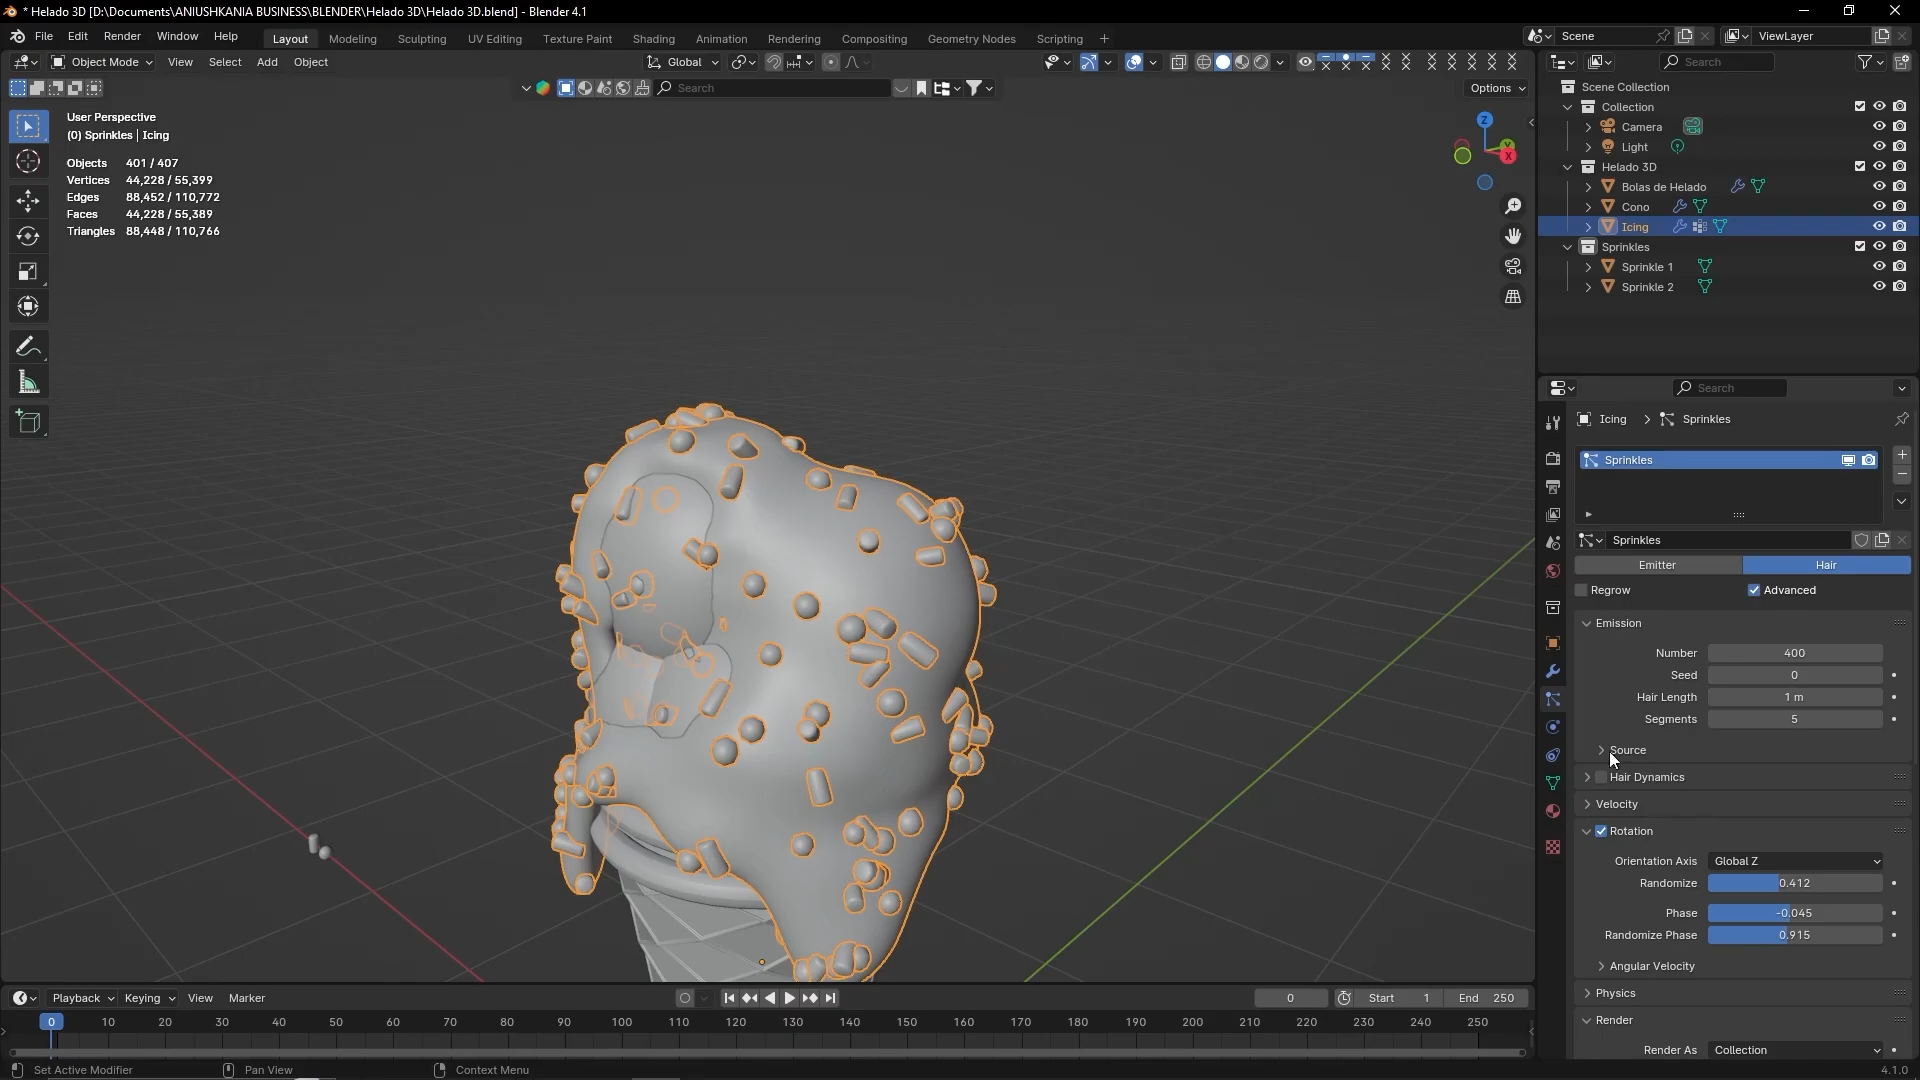 * Helado 3D [D:\Documents\ANIUSHKANIA BUSINESS\BLENDER\Helado 3D\Helado 3D.blend] - Blender 4.1
File Edit Render Window Help Layout Modeling Sculpting UV Editing Texture Paint Shading Animation Rendering Compositing Geometry Nodes Scripting + Scene ViewLayer
Object Mode View Select Add Object Global Search
Search Options
User Perspective
(0) Sprinkles | Icing
Objects 401 / 407
Vertices 44,228 / 55,399
Edges 88,452 / 110,772
Faces 44,228 / 55,389
Triangles 88,448 / 110,766
Z
Y
X
Scene Collection
Collection
Camera
Light
Helado 3D
Bolas de Helado
Cono
Icing
Sprinkles
Sprinkle 1
Sprinkle 2
Search
Icing > Sprinkles
Sprinkles
Sprinkles
Emitter Hair
Regrow Advanced
Emission
Number 400
Seed 0
Hair Length 1 m
Segments 5
Source
Hair Dynamics
Velocity
Rotation
Orientation Axis Global Z
Randomize 0.412
Phase -0.045
Randomize Phase 0.915
Angular Velocity
Physics
Render
Render As Collection
Playback Keying View Marker 0 Start 1 End 250
0 10 20 30 40 50 60 70 80 90 100 110 120 130 140 150 160 170 180 190 200 210 220 230 240 250
Set Active Modifier Pan View Context Menu 4.1.0